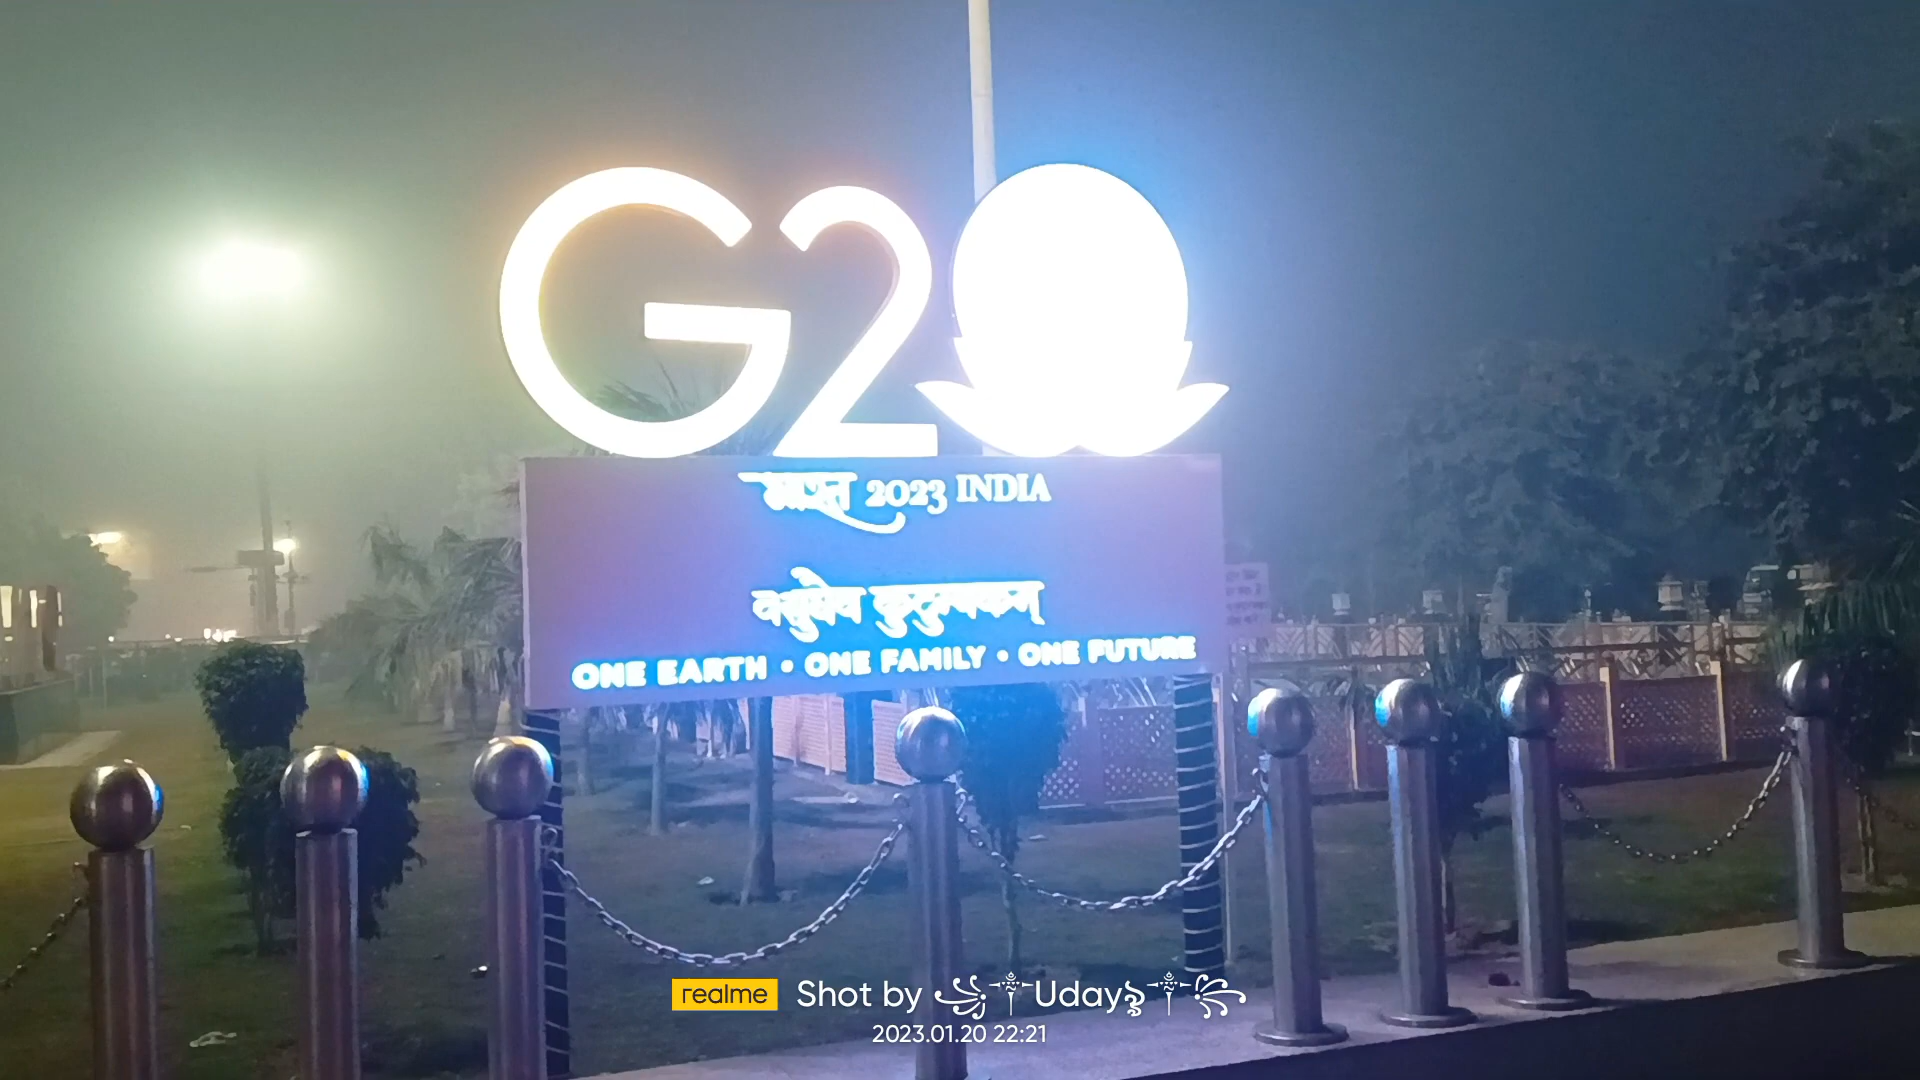 G20
भारत 2023 INDIA
वसुधैव कुटुम्बकम्
ONE EARTH • ONE FAMILY • ONE FUTURE
realme Shot by Uday
2023.01.20 22:21